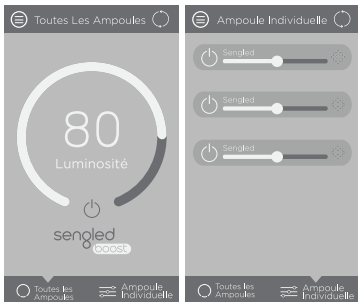 Toutes Les Ampoules
80
Luminosité
sengled
boost
Toutes les
Ampoules
Ampoule
Individuelle
Ampoule Individuelle
Sengled
Sengled
Sengled
Toutes les
Ampoules
Ampoule
Individuelle